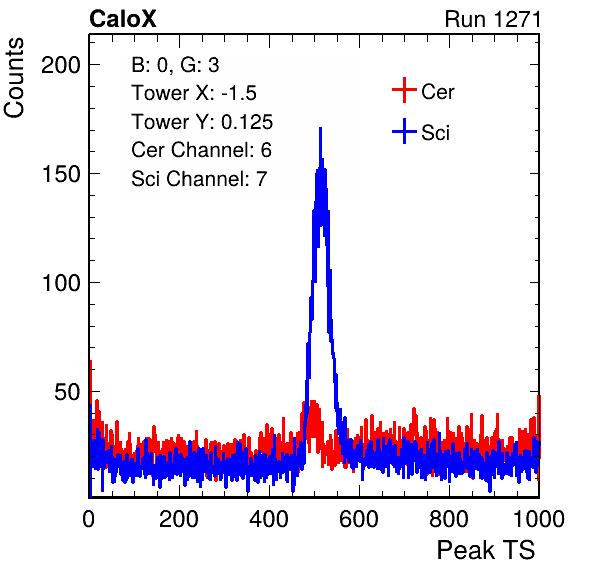 CaloX
Run 1271
Counts
200
150
100
50
B: 0, G: 3
Tower X: -1.5
Tower Y: 0.125
Cer Channel: 6
Sci Channel: 7
Cer
Sci
0 200 400 600 800 1000
Peak TS